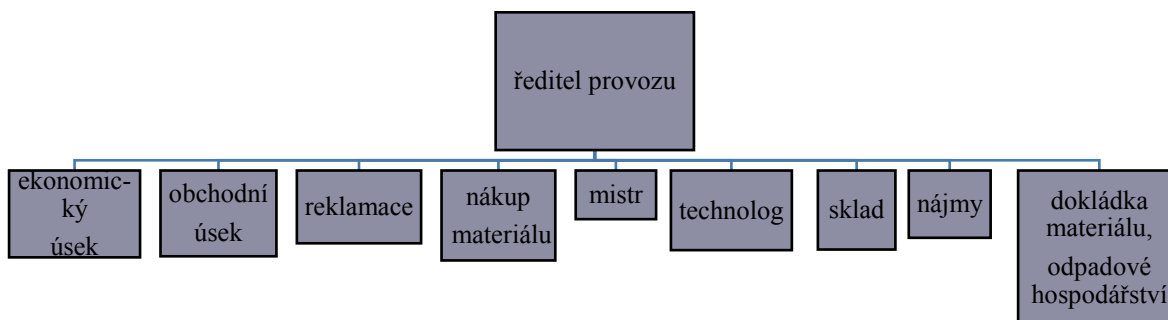 ředitel provozu
ekonomic-
ký
úsek
obchodní
úsek
reklamace
nákup
materiálu
mistr
technolog
sklad
nájmy
dokládka
materiálu,
odpadové
hospodářství